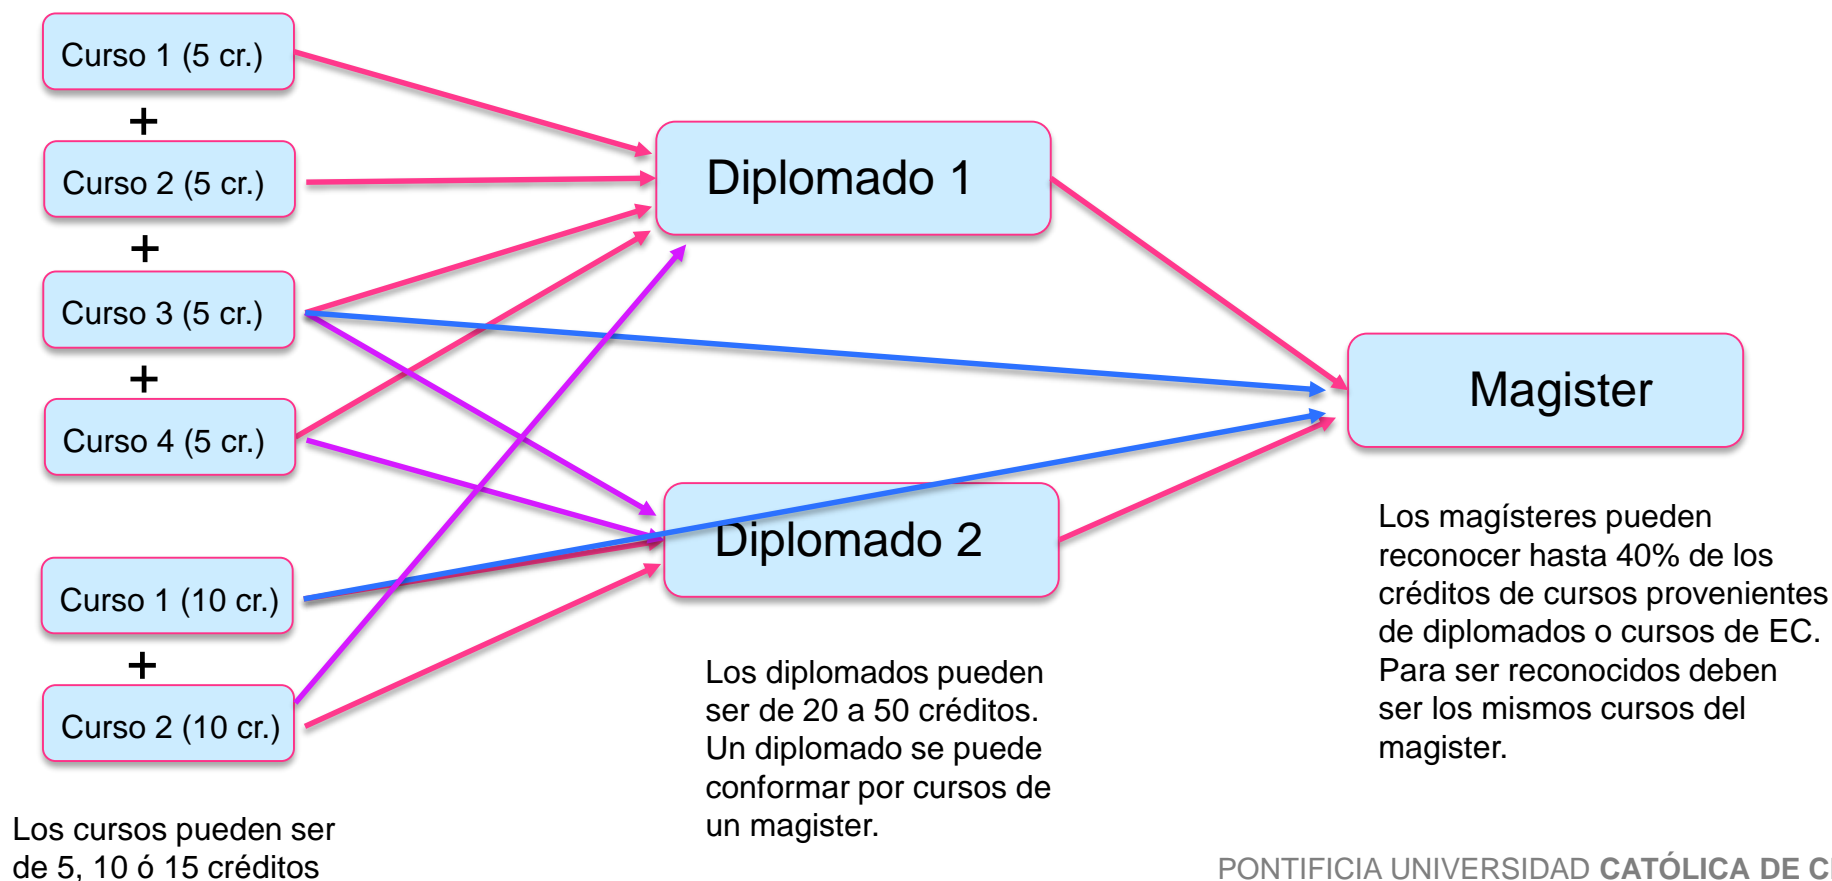 Curso 1 (5 cr.)
+
Curso 2 (5 cr.)
+
Curso 3 (5 cr.)
+
Curso 4 (5 cr.)
Curso 1 (10 cr.)
+
Curso 2 (10 cr.)
Los cursos pueden ser
de 5, 10 ó 15 créditos
Diplomado 1
Diplomado 2
Los diplomados pueden
ser de 20 a 50 créditos.
Un diplomado se puede
conformar por cursos de
un magister.
Magister
Los magísteres pueden
reconocer hasta 40% de los
créditos de cursos provenientes
de diplomados o cursos de EC.
Para ser reconocidos deben
ser los mismos cursos del
magister.
PONTIFICIA UNIVERSIDAD CATÓLICA DE